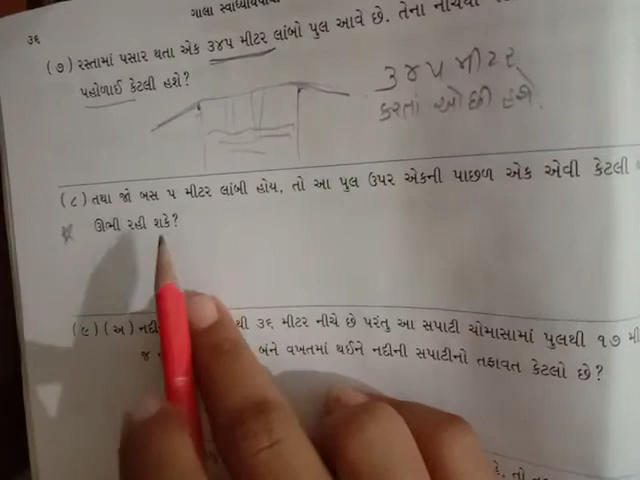 ૩૬
ગાલા સ્વાધ્યાયપોથી
(૭) રસ્તામાં પસાર થતા એક ૩૪૫ મીટર લાંબો પુલ આવે છે. તેના નીચેથી
પહોળાઈ કેટલી હશે?
૩૪૫ મીટર
કરતાં ઓછી હશે.
(૮) તથા જો બસ ૫ મીટર લાંબી હોય, તો આ પુલ ઉપર એકની પાછળ એક એવી કેટલી
ઊભી રહી શકે?
(૯) (અ) ૩૬ મીટર નીચે છે પરંતુ આ સપાટી ચોમાસામાં પુલથી ૧૭
જ બંને વખતમાં થઈને નદીની સપાટીનો તફાવત કેટલો છે?